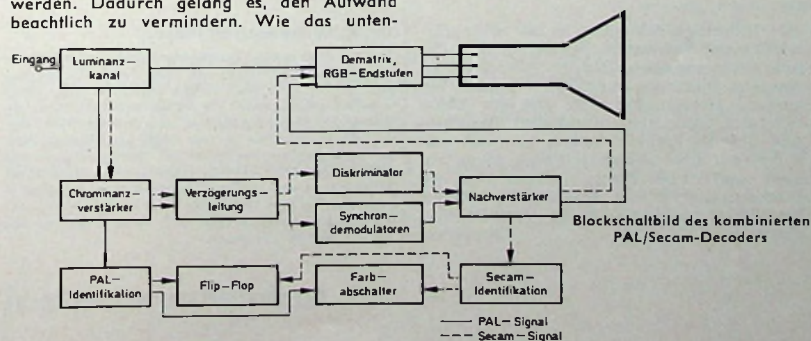 werden. Dadurch gelang es, den Aufwand
beachtlich zu vermindern. Wie das unten-
Eingang
Luminanz-
kanal
Dematrix,
RGB-Endstufen
Chrominanz-
verstärker
Verzögerungs-
leitung
Diskriminator
Synchron-
demodulatoren
Nachverstärker
Blockschaltbild des kombinierten
PAL/Secam-Decoders
PAL-
Identifikation
Flip-Flop
Farb-
abschalter
Secam-
Identifikation
PAL-Signal
Secam-Signal